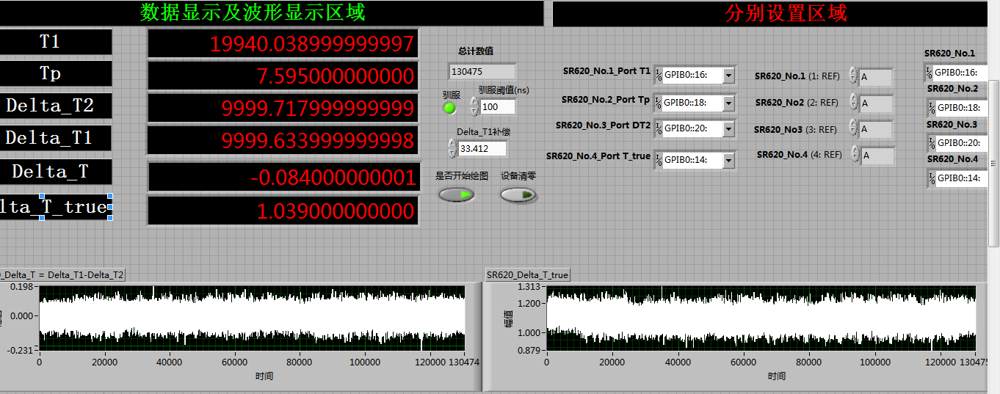 数据显示及波形显示区域
分别设置区域
T1
19940.038999999997
Tp
7.595000000000
Delta_T2
9999.717999999999
Delta_T1
9999.633999999998
Delta_T
-0.084000000001
lta_T_true
1.039000000000
总计数值
130475
驯服
驯服阈值(ns)
100
Delta_T1补偿
33.412
是否开始绘图
设备清零
SR620_No.1_Port T1
GPIB0::16:
SR620_No.2_Port Tp
GPIB0::18:
SR620_No.3_Port DT2
GPIB0::20:
SR620_No.4_Port T_true
GPIB0::14:
SR620_No.1 (1: REF)
A
SR620_No2 (2: REF)
A
SR620_No3 (3: REF)
A
SR620_No.4 (4: REF)
A
SR620_No.1
GPIB0::16:
SR620_No.2
GPIB0::18:
SR620_No.3
GPIB0::20:
SR620_No.4
GPIB0::14:
_Delta_T = Delta_T1-Delta_T2
0.198
0.000
-0.231
0 20000 40000 60000 80000 100000 120000 130474
时间
SR620_Delta_T_true
幅值
1.313
1.200
1.000
0.879
0 20000 40000 60000 80000 100000 120000 130475
时间